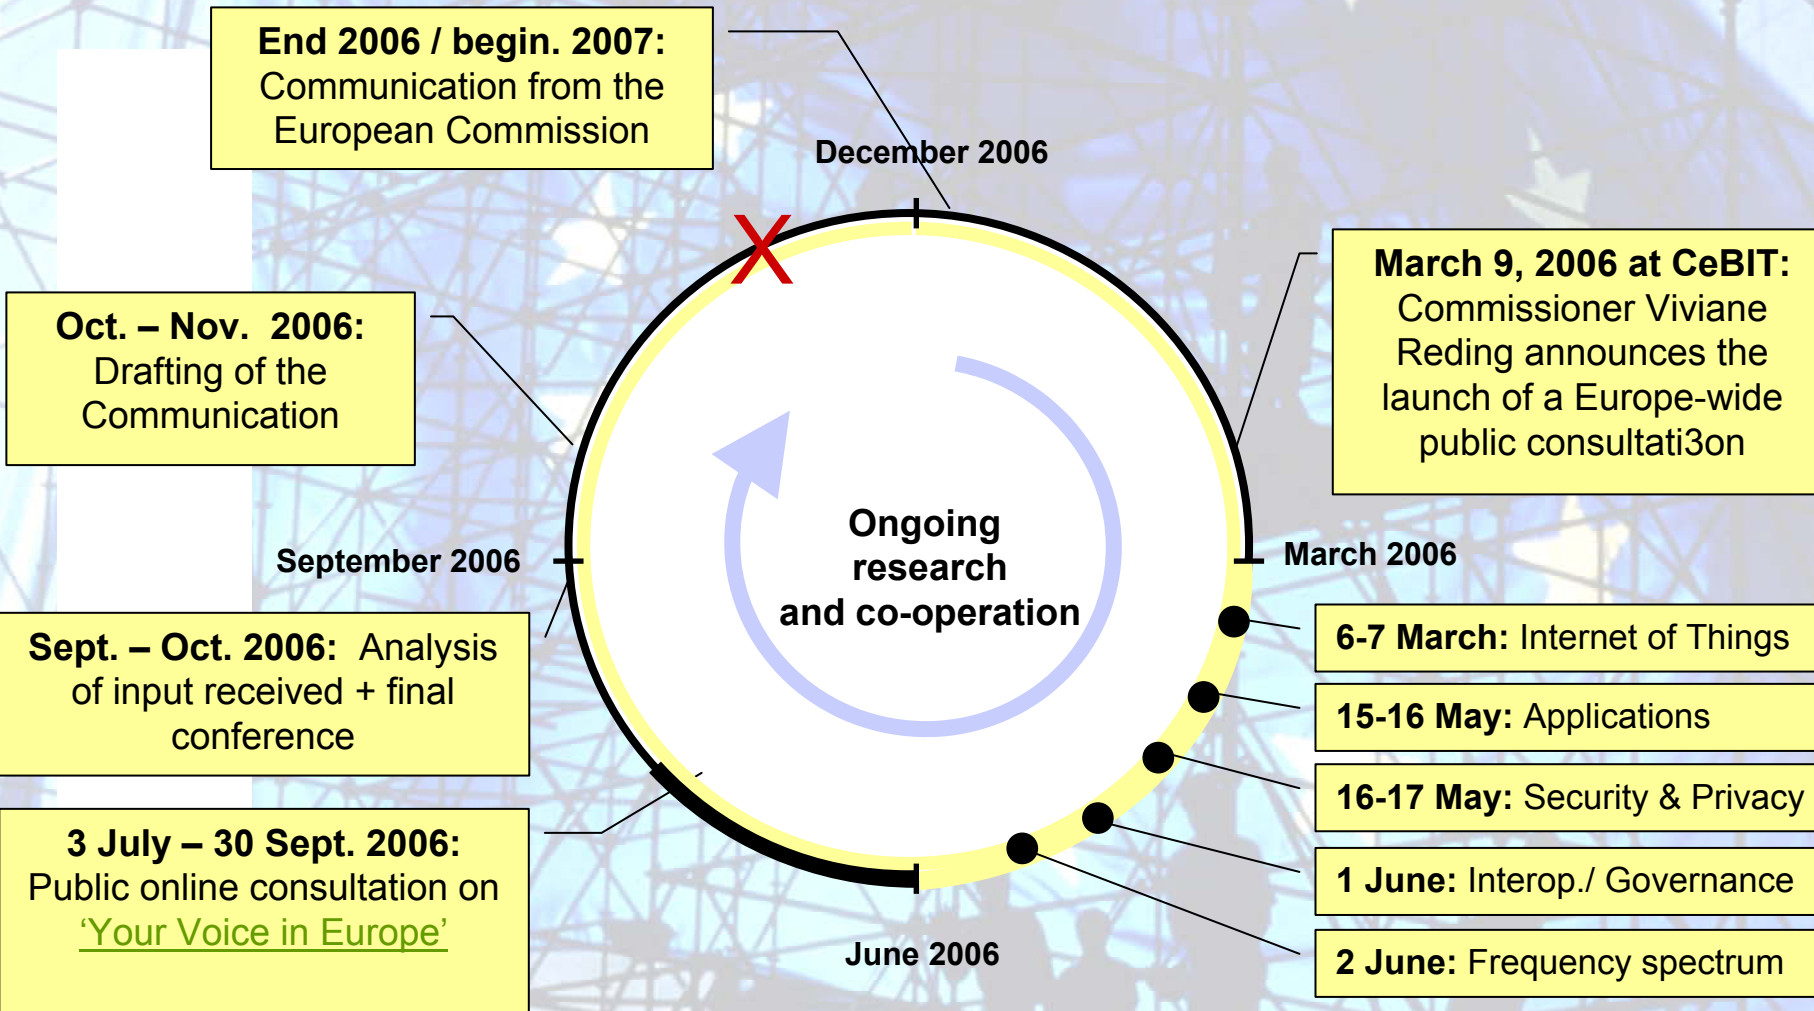 End 2006 / begin. 2007:
Communication from the
European Commission
December 2006
X
March 9, 2006 at CeBIT:
Commissioner Viviane
Reding announces the
launch of a Europe-wide
public consultati3on
Oct. – Nov. 2006:
Drafting of the
Communication
Ongoing
research
and co-operation
September 2006
March 2006
Sept. – Oct. 2006: Analysis
of input received + final
conference
6-7 March: Internet of Things
15-16 May: Applications
16-17 May: Security & Privacy
1 June: Interop./ Governance
2 June: Frequency spectrum
3 July – 30 Sept. 2006:
Public online consultation on
‘Your Voice in Europe’
June 2006